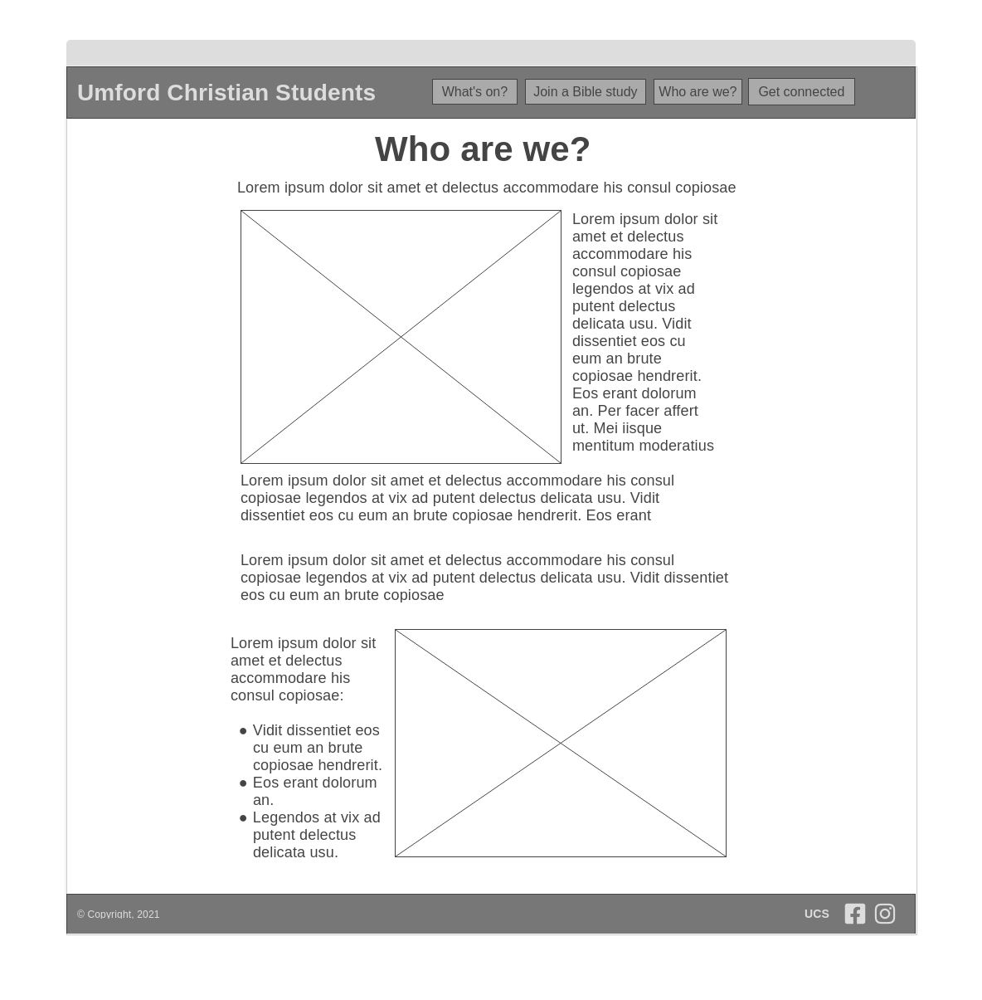 Umford Christian Students
What's on?
Join a Bible study
Who are we?
Get connected
Who are we?
Lorem ipsum dolor sit amet et delectus accommodare his consul copiosae
Lorem ipsum dolor sit
amet et delectus
accommodare his
consul copiosae
legendos at vix ad
putent delectus
delicata usu. Vidit
dissentiet eos cu
eum an brute
copiosae hendrerit.
Eos erant dolorum
an. Per facer affert
ut. Mei iisque
mentitum moderatius
Lorem ipsum dolor sit amet et delectus accommodare his consul
copiosae legendos at vix ad putent delectus delicata usu. Vidit
dissentiet eos cu eum an brute copiosae hendrerit. Eos erant
Lorem ipsum dolor sit amet et delectus accommodare his consul
copiosae legendos at vix ad putent delectus delicata usu. Vidit dissentiet
eos cu eum an brute copiosae
Lorem ipsum dolor sit
amet et delectus
accommodare his
consul copiosae:
● Vidit dissentiet eos
cu eum an brute
copiosae hendrerit.
● Eos erant dolorum
an.
● Legendos at vix ad
putent delectus
delicata usu.
© Copyright, 2021
UCS